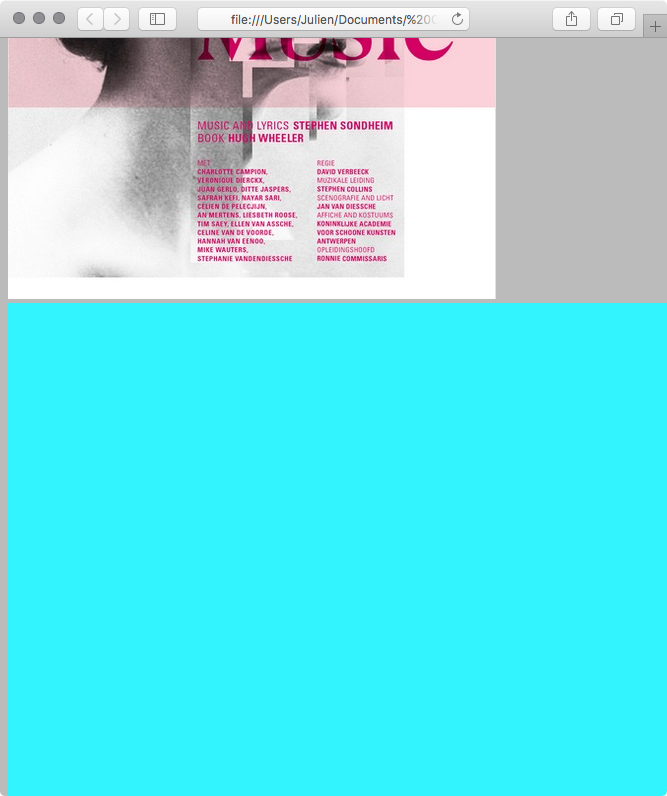 file:///Users/Julien/Documents/%20
Music
MUSIC AND LYRICS STEPHEN SONDHEIM
BOOK HUGH WHEELER
MET
CHARLOTTE CAMPION,
VERONIQUE DIERCKX,
JUAN GERLO, DITTE JASPERS,
SAFRAH KEFI, NAYAR SARI,
CÉLIEN DE PELECJIJN,
AN MERTENS, LIESBETH ROOSE,
TIM SAEY, ELLEN VAN ASSCHE,
CELINE VAN DE VOORDE,
HANNAH VAN EENOO,
MIKE WAUTERS,
STEPHANIE VANDENDIESSCHE
REGIE
DAVID VERBEECK
MUZIKALE LEIDING
STEPHEN COLLINS
SCENOGRAFIE AND LICHT
JAN VAN DIESSCHE
AFFICHE AND KOSTUUMS
KONINKLIJKE ACADEMIE
VOOR SCHOONE KUNSTEN
ANTWERPEN
OPLEIDINGSHOOFD
RONNIE COMMISSARIS